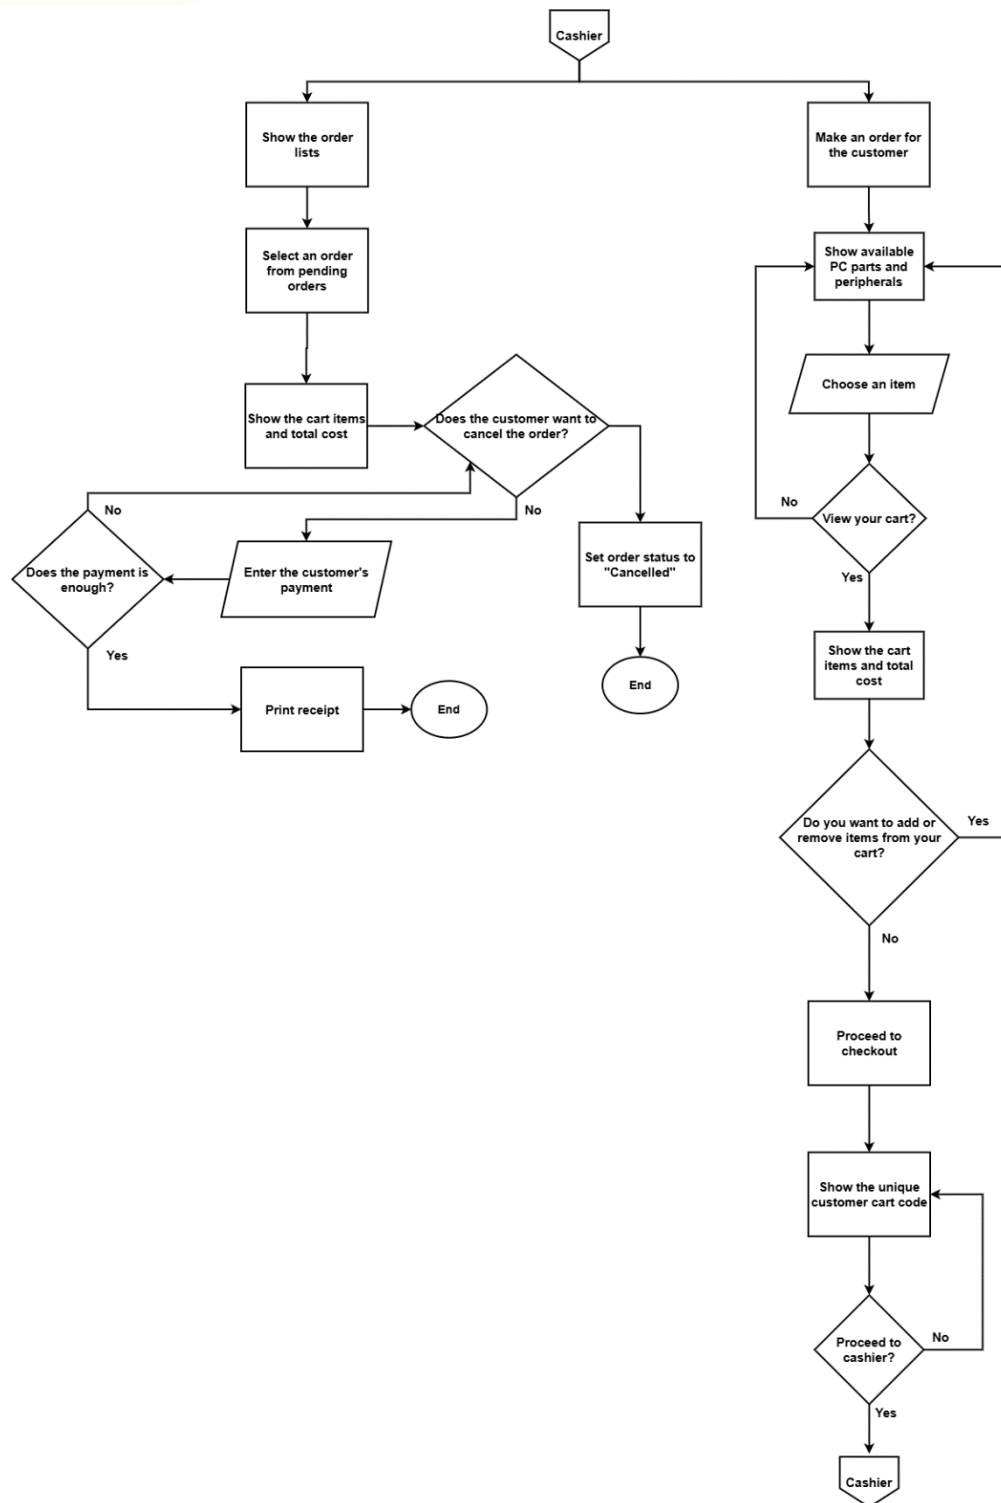 Cashier
Show the order
lists
Select an order
from pending
orders
Show the cart items
and total cost
Does the customer want to
cancel the order?
No
No
Does the payment is
enough?
Enter the customer's
payment
Set order status to
"Cancelled"
Yes
Print receipt
End
End
Make an order for
the customer
Show available
PC parts and
peripherals
Choose an item
No
View your cart?
Yes
Show the cart
items and total
cost
Do you want to add or
remove items from your
cart?
Yes
No
Proceed to
checkout
Show the unique
customer cart code
Proceed to
cashier?
No
Yes
Cashier